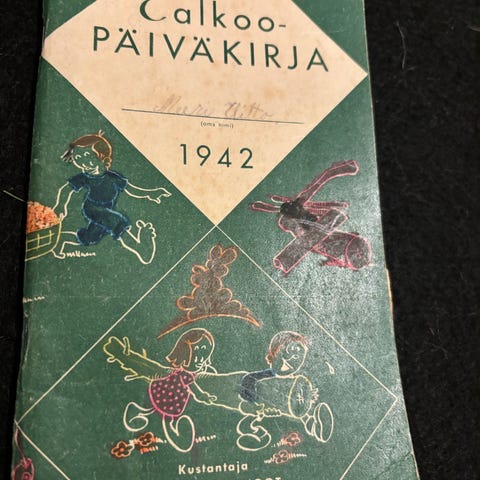 Talkoo-
PÄIVÄKIRJA
(oma nimi)
1942
Kustantaja